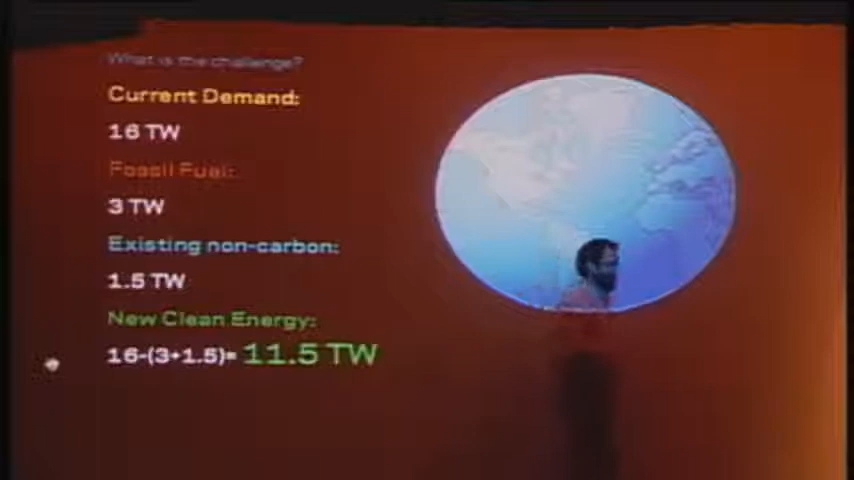 What is the challenge?
Current Demand:
16 TW
Fossil Fuel:
3 TW
Existing non-carbon:
1.5 TW
New Clean Energy:
16-(3+1.5)= 11.5 TW